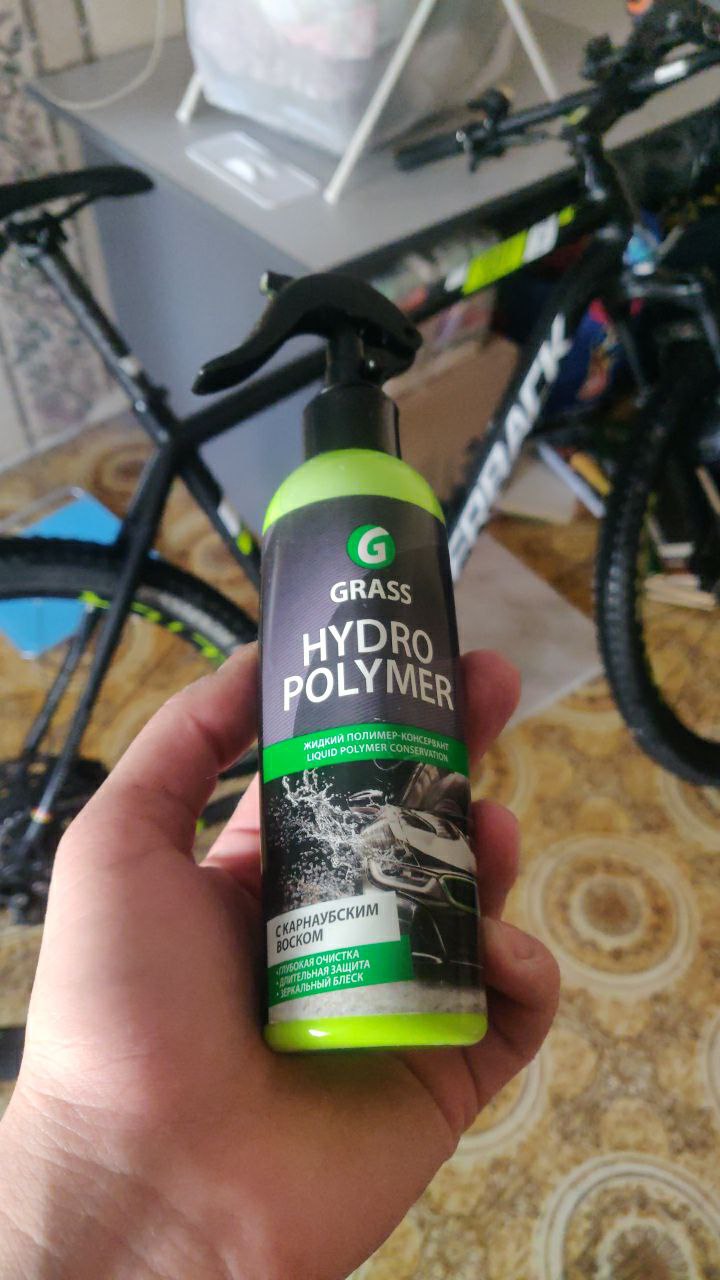 G
GRASS
HYDRO
POLYMER
ЖИДКИЙ ПОЛИМЕР-КОНСЕРВАНТ
LIQUID POLYMER CONSERVATION
С КАРНАУБСКИМ
ВОСКОМ
• ГЛУБОКАЯ ОЧИСТКА
• ДЛИТЕЛЬНАЯ ЗАЩИТА
• ЗЕРКАЛЬНЫЙ БЛЕСК